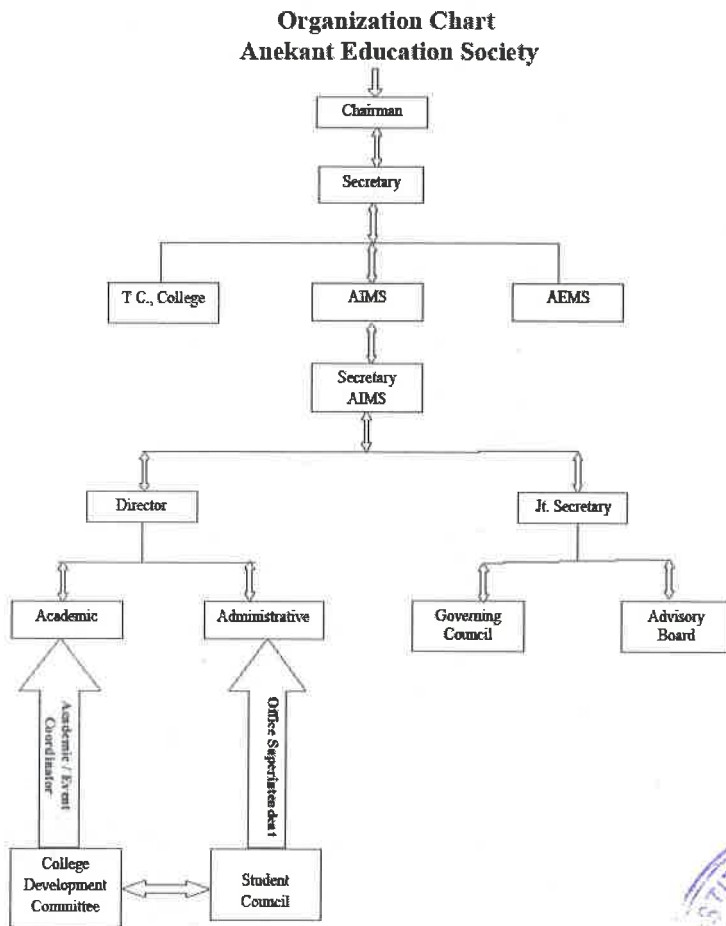 Organization Chart
Anekant Education Society
Chairman
Secretary
T C., College
AIMS
AEMS
Secretary
AIMS
Director
Jt. Secretary
Academic
Administrative
Governing
Council
Advisory
Board
Academic / Event
Coordinator
Office Superintendent
College
Development
Committee
Student
Council